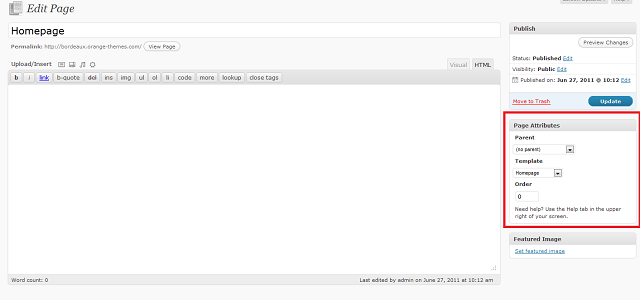 Edit Page
Homepage
Permalink: http://bordeaux.orange-themes.com/ View Page
Upload/Insert
Visual HTML
b i link b-quote del ins img ul ol li code more lookup close tags
Word count: 0
Last edited by admin on June 27, 2011 at 10:12 am
Publish
Preview Changes
Status: Published Edit
Visibility: Public Edit
Published on: Jun 27, 2011 @ 10:12 Edit
Move to Trash Update
Page Attributes
Parent
(no parent)
Template
Homepage
Order
0
Need help? Use the Help tab in the upper
right of your screen.
Featured Image
Set featured image